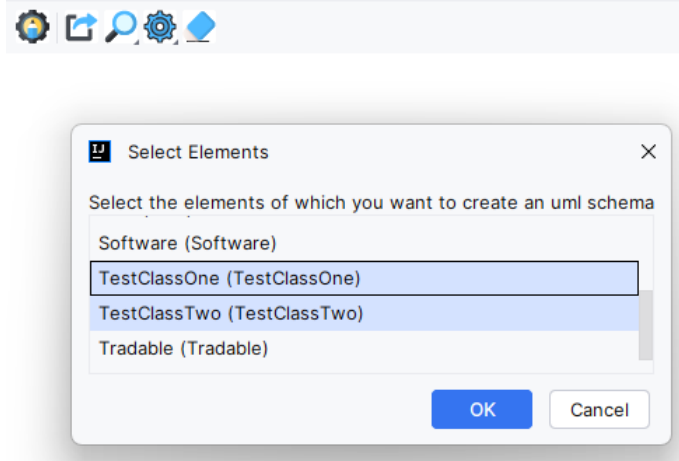 IJ
Select Elements
Select the elements of which you want to create an uml schema
Software (Software)
TestClassOne (TestClassOne)
TestClassTwo (TestClassTwo)
Tradable (Tradable)
OK
Cancel